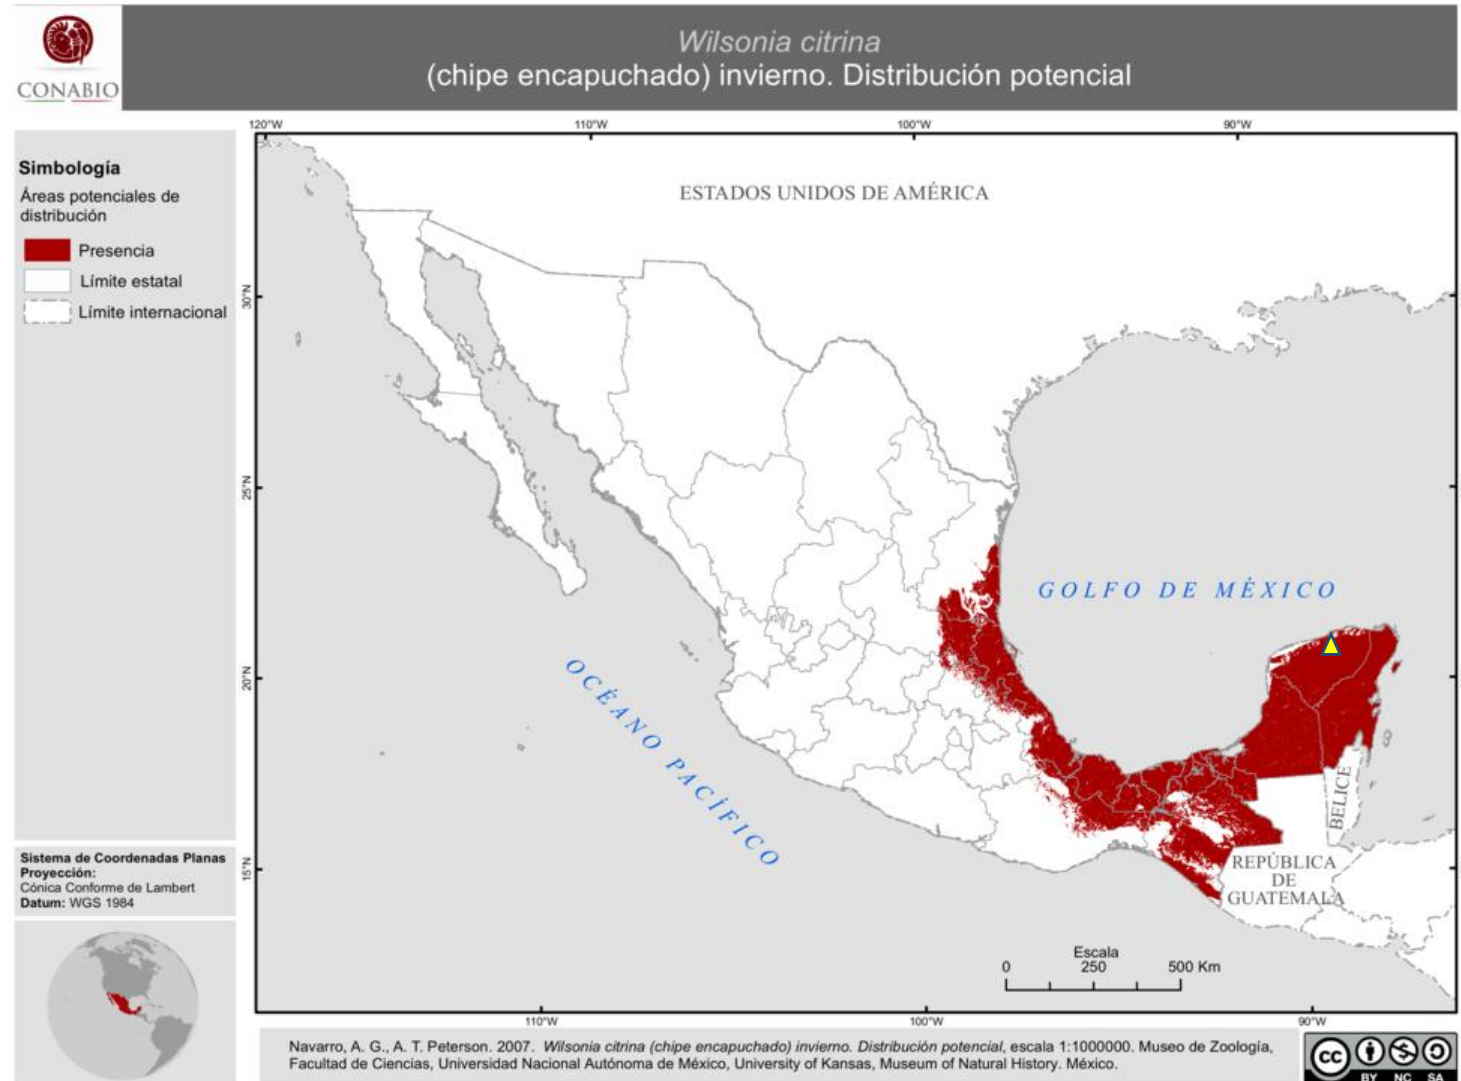 CONABIO
Wilsonia citrina
(chipe encapuchado) invierno. Distribución potencial
Simbología
Áreas potenciales de
distribución
Presencia
Límite estatal
Límite internacional
120°W
110°W
100°W
90°W
30°N
25°N
20°N
15°N
ESTADOS UNIDOS DE AMÉRICA
GOLFO DE MÉXICO
OCÉANO PACÍFICO
BELICE
REPÚBLICA
DE
GUATEMALA
Escala
0 250 500 Km
110°W
100°W
90°W
Sistema de Coordenadas Planas
Proyección:
Cónica Conforme de Lambert
Datum: WGS 1984
Navarro, A. G., A. T. Peterson. 2007. Wilsonia citrina (chipe encapuchado) invierno. Distribución potencial, escala 1:1000000. Museo de Zoología,
Facultad de Ciencias, Universidad Nacional Autónoma de México, University of Kansas, Museum of Natural History. México.
cc
BY NC SA